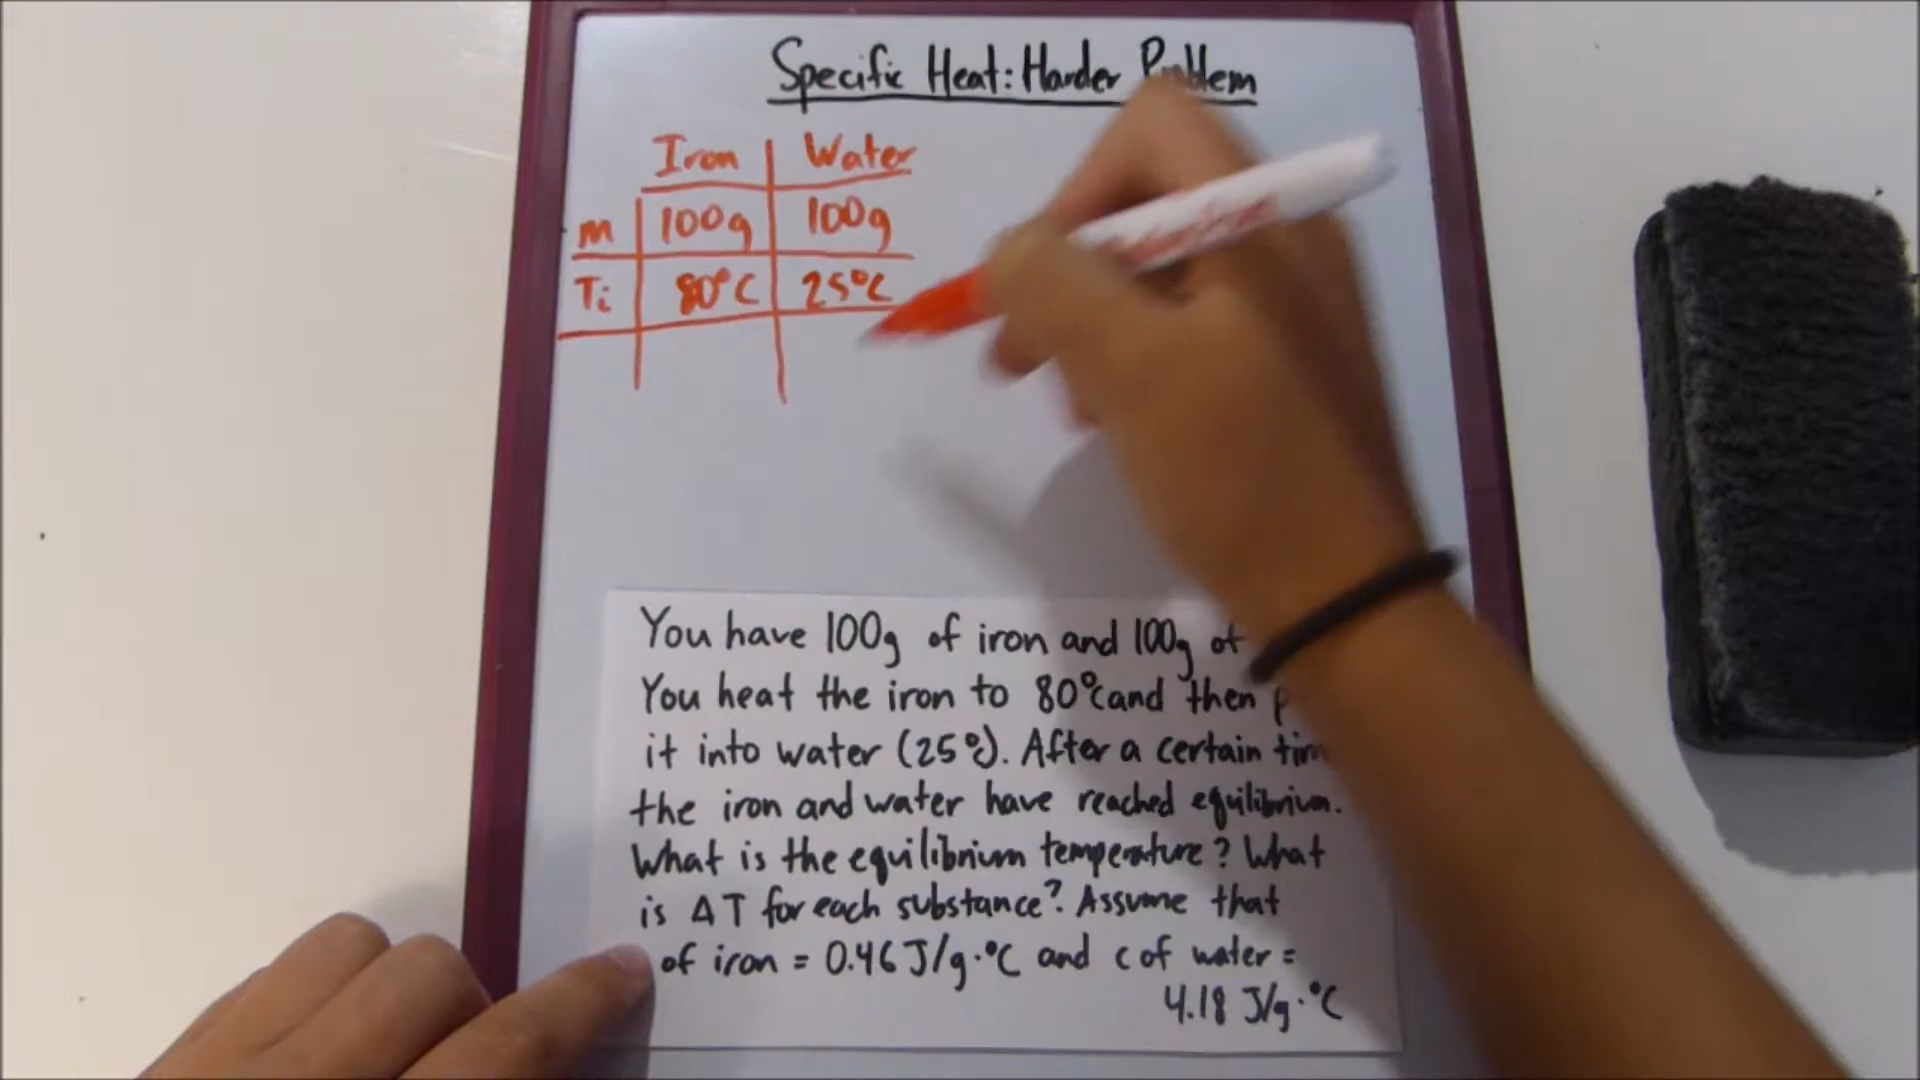 Specific Heat: Harder Problem
Iron Water
m 100g 100g
Ti 80°C 25°C
You have 100g of iron and 100g of
You heat the iron to 80°C and then
it into water (25°C). After a certain
the iron and water have reached equilibrium.
What is the equilibrium temperature? What
is ΔT for each substance? Assume that
of iron = 0.46 J/g·°C and c of water =
4.18 J/g·°C